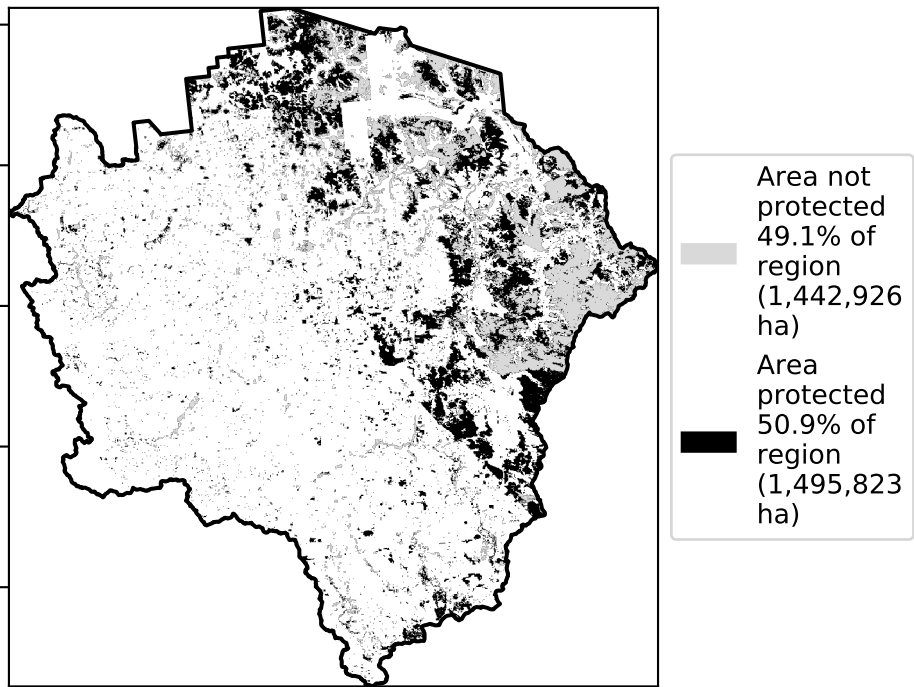 Area not
protected
49.1% of
region
(1,442,926
ha)
Area
protected
50.9% of
region
(1,495,823
ha)